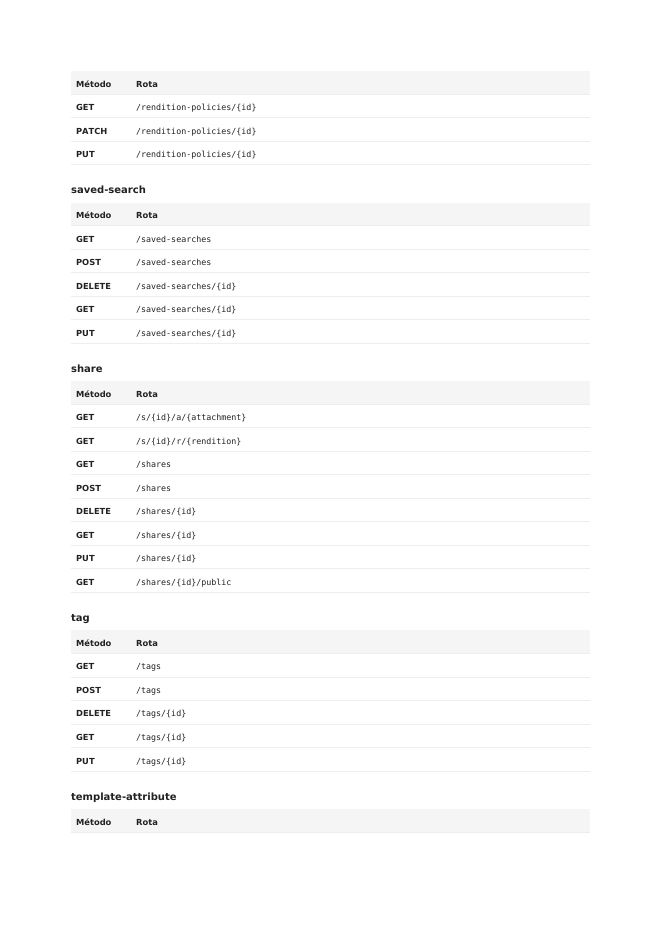 Método Rota
GET /rendition-policies/{id}
PATCH /rendition-policies/{id}
PUT /rendition-policies/{id}
saved-search
Método Rota
GET /saved-searches
POST /saved-searches
DELETE /saved-searches/{id}
GET /saved-searches/{id}
PUT /saved-searches/{id}
share
Método Rota
GET /s/{id}/a/{attachment}
GET /s/{id}/r/{rendition}
GET /shares
POST /shares
DELETE /shares/{id}
GET /shares/{id}
PUT /shares/{id}
GET /shares/{id}/public
tag
Método Rota
GET /tags
POST /tags
DELETE /tags/{id}
GET /tags/{id}
PUT /tags/{id}
template-attribute
Método Rota